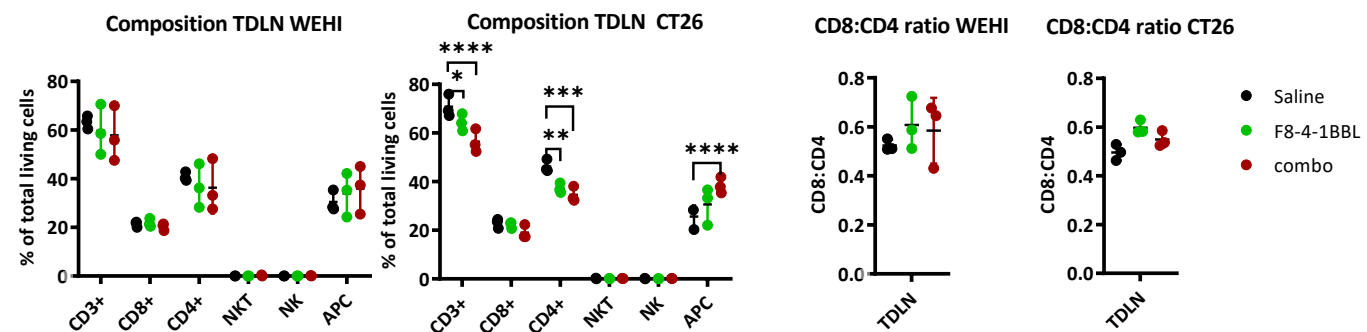 Composition TDLN WEHI
% of total living cells
80
60
40
20
0
CD3+
CD8+
CD4+
NKT
NK
APC
Composition TDLN CT26
% of total living cells
80
60
40
20
0
****
*
***
**
****
CD3+
CD8+
CD4+
NKT
NK
APC
CD8:CD4 ratio WEHI
CD8:CD4
0.8
0.6
0.4
0.2
0.0
TDLN
CD8:CD4 ratio CT26
CD8:CD4
0.8
0.6
0.4
0.2
0.0
TDLN
Saline
F8-4-1BBL
combo